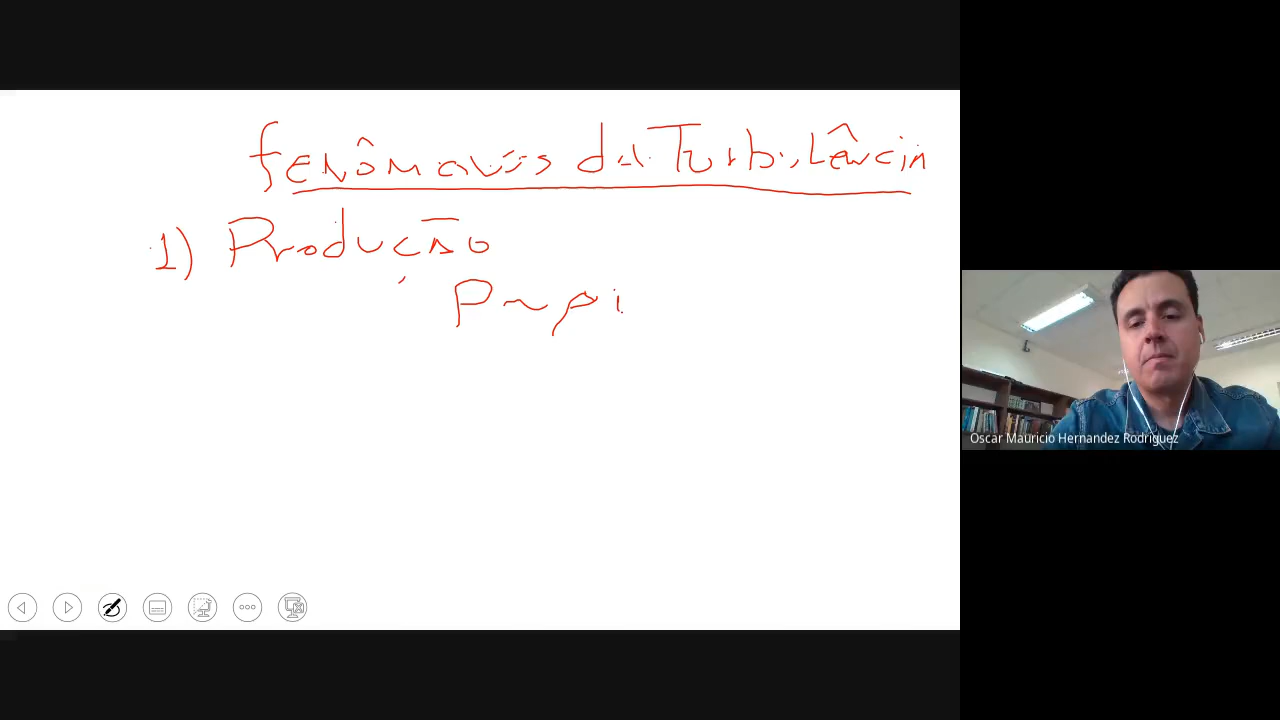 fenômenos da Turbulência
1) Produção
P ~ ρ
Oscar Mauricio Hernandez Rodriguez